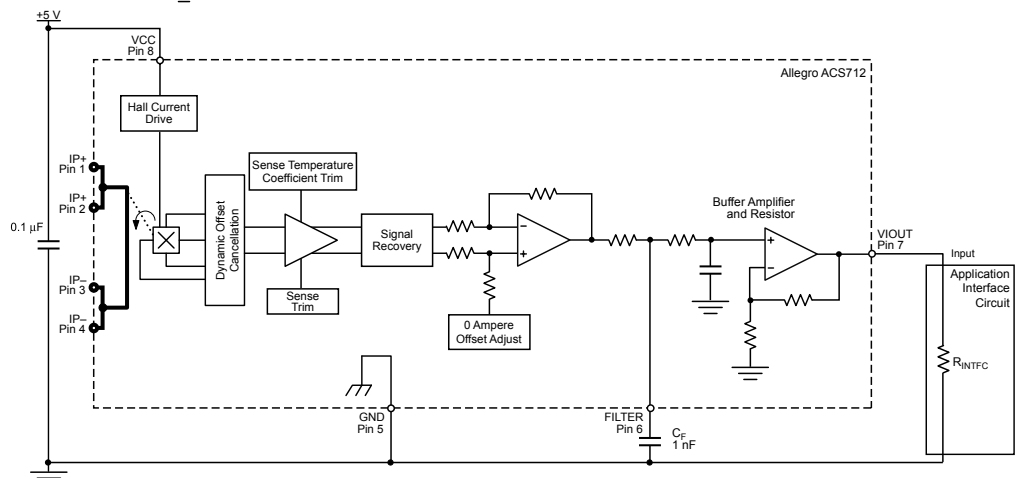 +5 V
VCC
Pin 8
Allegro ACS712
Hall Current
Drive
IP+
Pin 1
IP+
Pin 2
0.1 µF
IP–
Pin 3
IP–
Pin 4
Dynamic Offset
Cancellation
Sense Temperature
Coefficient Trim
Sense
Trim
Signal
Recovery
0 Ampere
Offset Adjust
Buffer Amplifier
and Resistor
VIOUT
Pin 7
Input
Application
Interface
Circuit
RINTFC
GND
Pin 5
FILTER
Pin 6
CF
1 nF